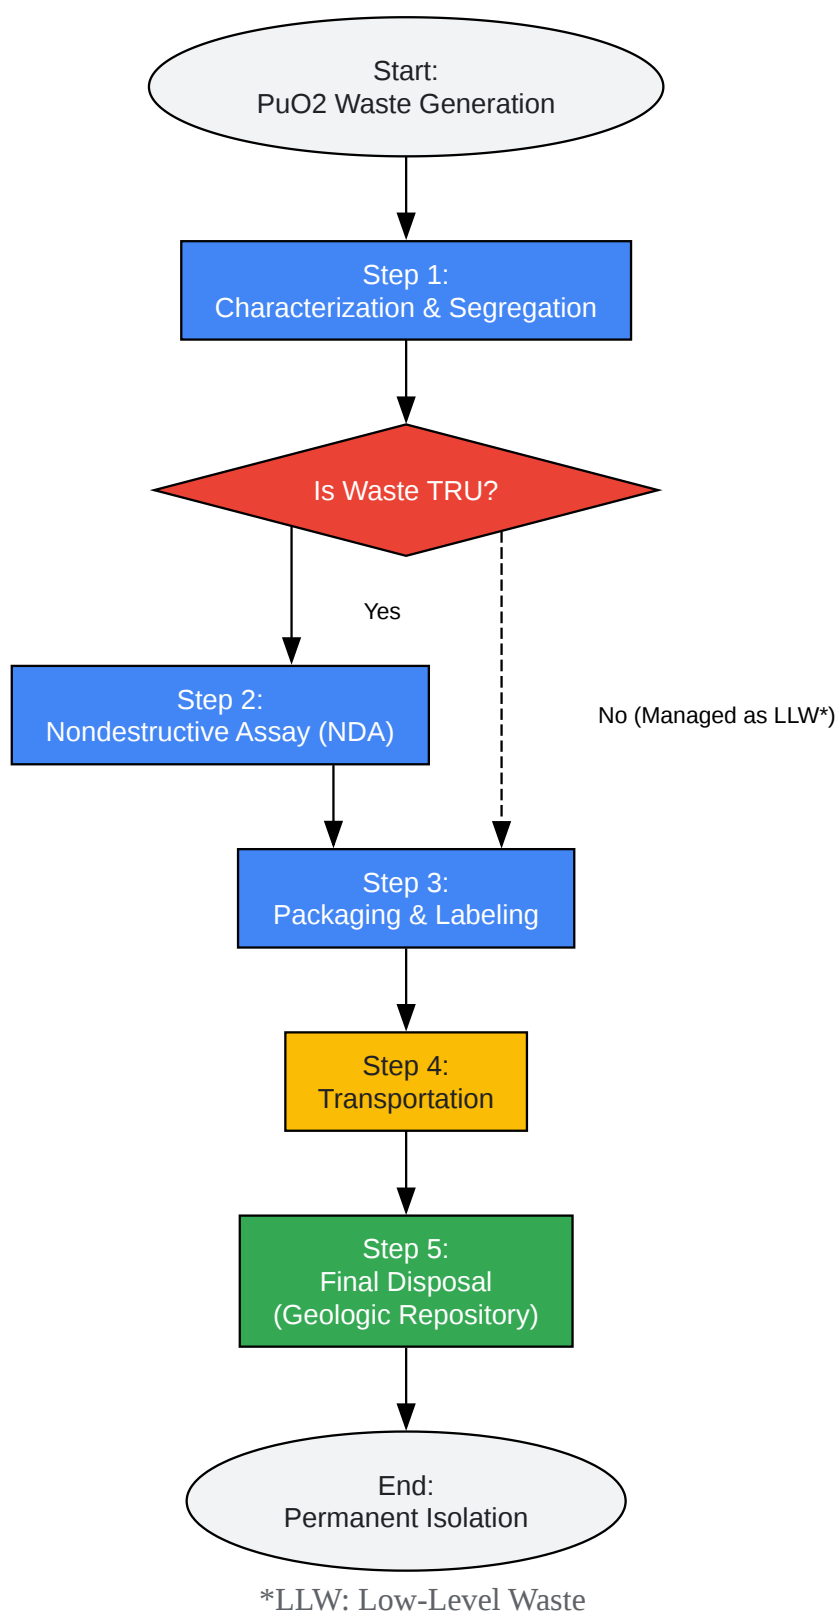 Start:
PuO2 Waste Generation
Step 1:
Characterization & Segregation
Is Waste TRU?
Yes
Step 2:
Nondestructive Assay (NDA)
No (Managed as LLW*)
Step 3:
Packaging & Labeling
Step 4:
Transportation
Step 5:
Final Disposal
(Geologic Repository)
End:
Permanent Isolation
*LLW: Low-Level Waste